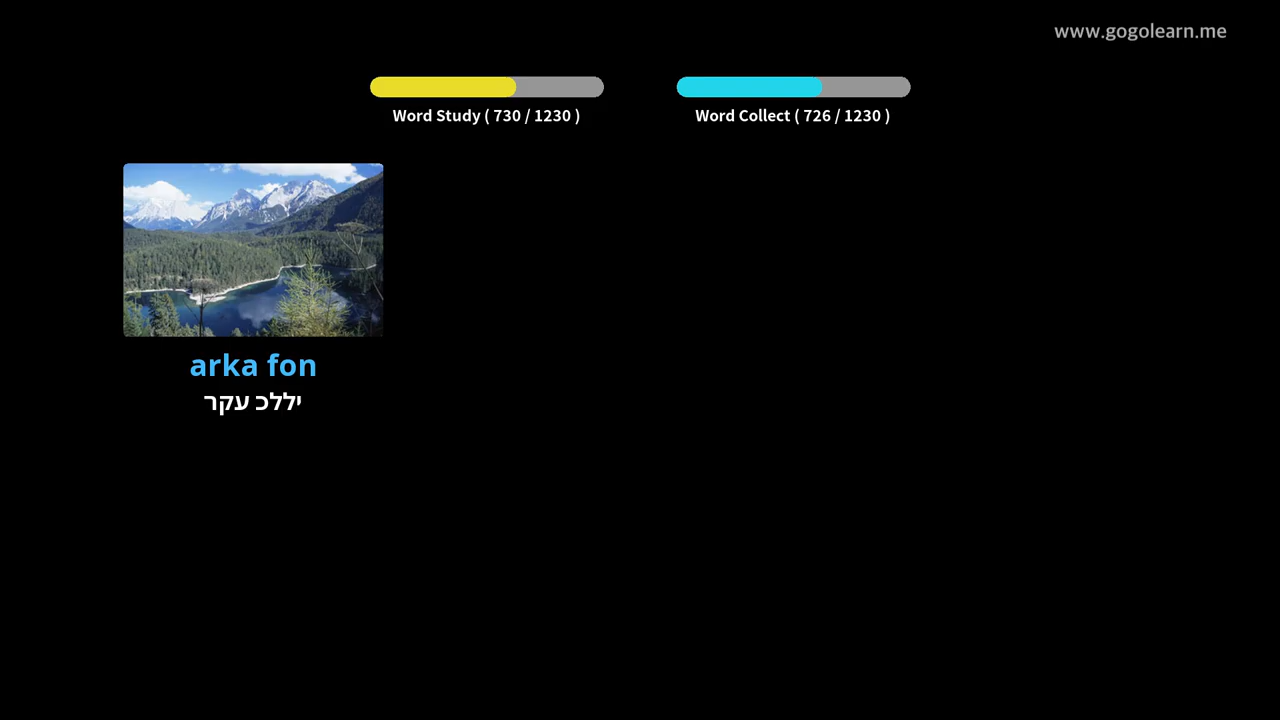 www.gogolearn.me
Word Study ( 730 / 1230 )
Word Collect ( 726 / 1230 )
arka fon
יללכ עקר